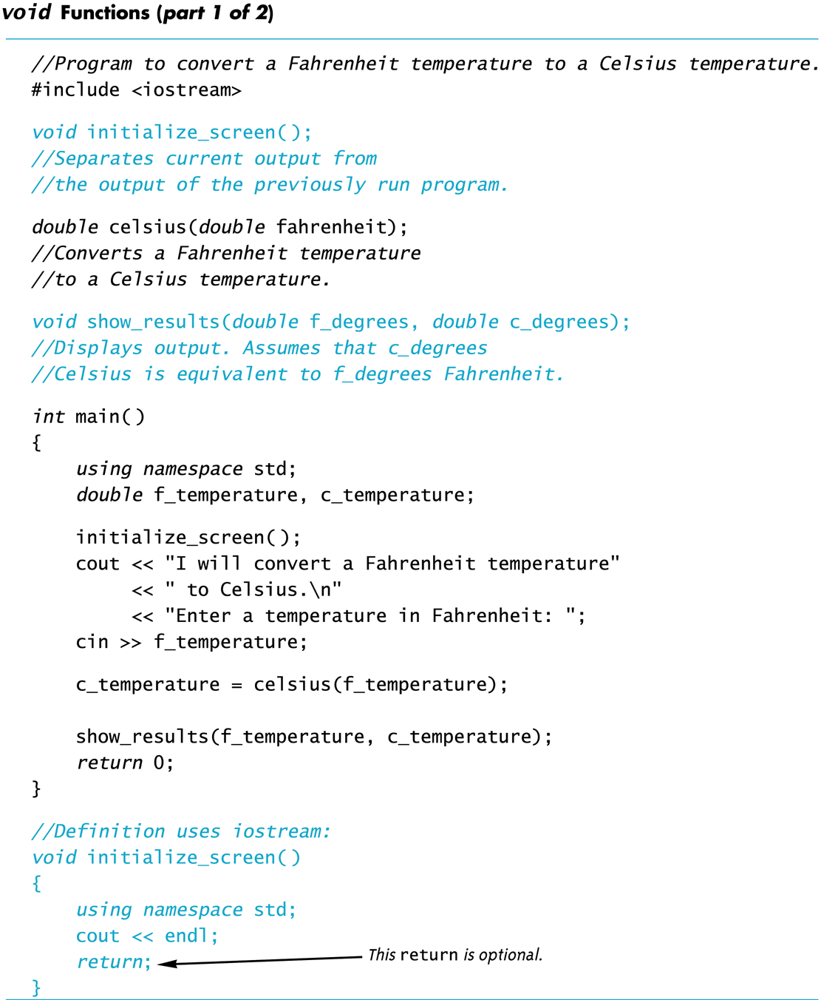 void Functions (part 1 of 2)
//Program to convert a Fahrenheit temperature to a Celsius temperature.
#include <iostream>
void initialize_screen();
//Separates current output from
//the output of the previously run program.
double celsius(double fahrenheit);
//Converts a Fahrenheit temperature
//to a Celsius temperature.
void show_results(double f_degrees, double c_degrees);
//Displays output. Assumes that c_degrees
//Celsius is equivalent to f_degrees Fahrenheit.
int main()
{
    using namespace std;
    double f_temperature, c_temperature;
    initialize_screen();
    cout << "I will convert a Fahrenheit temperature"
         << " to Celsius.\n"
         << "Enter a temperature in Fahrenheit: ";
    cin >> f_temperature;
    c_temperature = celsius(f_temperature);
    show_results(f_temperature, c_temperature);
    return 0;
}
//Definition uses iostream:
void initialize_screen()
{
    using namespace std;
    cout << endl;
    return; This return is optional.
}